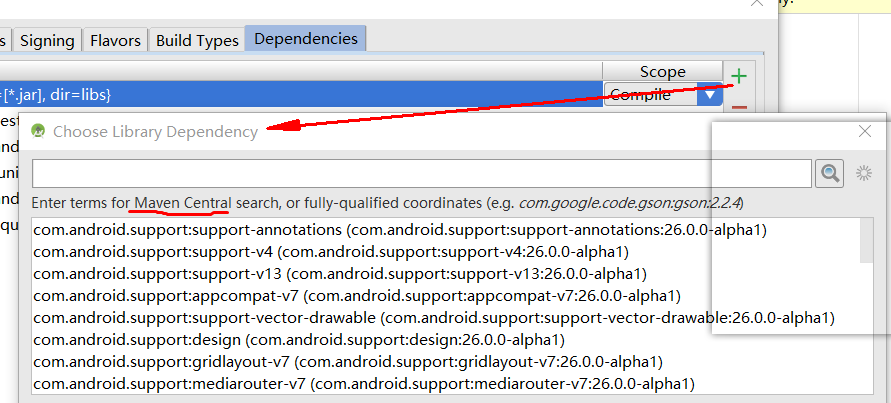 y.
s Signing Flavors Build Types Dependencies
Scope
=[*.jar], dir=libs} Compile
est
Choose Library Dependency
and
uni
Enter terms for Maven Central search, or fully-qualified coordinates (e.g. com.google.code.gson:gson:2.2.4)
and
qu
com.android.support:support-annotations (com.android.support:support-annotations:26.0.0-alpha1)
com.android.support:support-v4 (com.android.support:support-v4:26.0.0-alpha1)
com.android.support:support-v13 (com.android.support:support-v13:26.0.0-alpha1)
com.android.support:appcompat-v7 (com.android.support:appcompat-v7:26.0.0-alpha1)
com.android.support:support-vector-drawable (com.android.support:support-vector-drawable:26.0.0-alpha1)
com.android.support:design (com.android.support:design:26.0.0-alpha1)
com.android.support:gridlayout-v7 (com.android.support:gridlayout-v7:26.0.0-alpha1)
com.android.support:mediarouter-v7 (com.android.support:mediarouter-v7:26.0.0-alpha1)